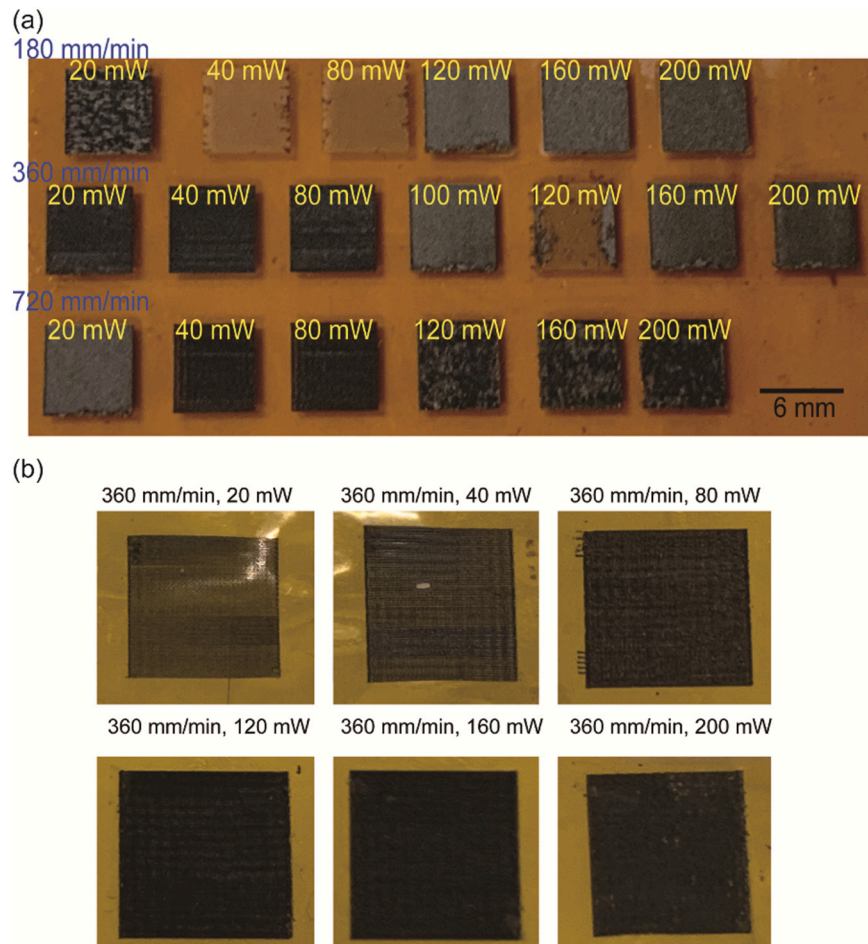 (a)
180 mm/min
20 mW 40 mW 80 mW 120 mW 160 mW 200 mW
360 mm/min
20 mW 40 mW 80 mW 100 mW 120 mW 160 mW 200 mW
720 mm/min
20 mW 40 mW 80 mW 120 mW 160 mW 200 mW
6 mm
(b)
360 mm/min, 20 mW 360 mm/min, 40 mW 360 mm/min, 80 mW
360 mm/min, 120 mW 360 mm/min, 160 mW 360 mm/min, 200 mW